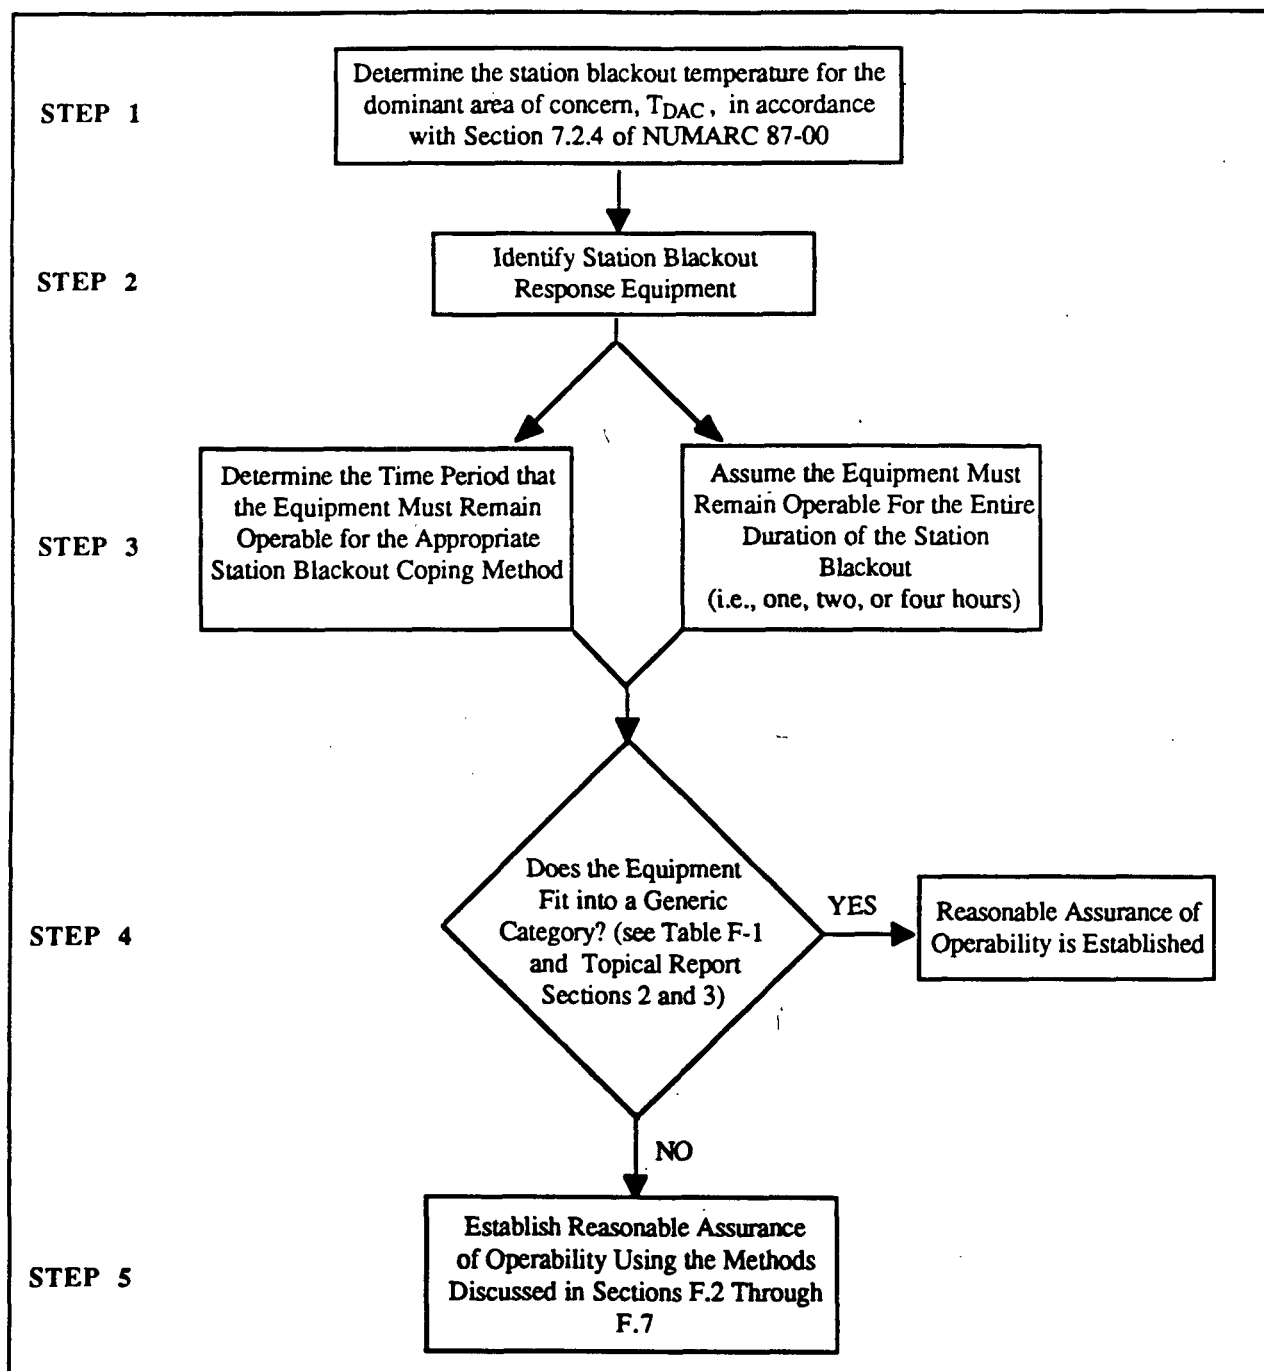 STEP 1
Determine the station blackout temperature for the
dominant area of concern, TDAC, in accordance
with Section 7.2.4 of NUMARC 87-00
STEP 2
Identify Station Blackout
Response Equipment
STEP 3
Determine the Time Period that
the Equipment Must Remain
Operable for the Appropriate
Station Blackout Coping Method
Assume the Equipment Must
Remain Operable For the Entire
Duration of the Station
Blackout
(i.e., one, two, or four hours)
STEP 4
Does the Equipment
Fit into a Generic
Category? (see Table F-1
and Topical Report
Sections 2 and 3)
YES
Reasonable Assurance of
Operability is Established
NO
STEP 5
Establish Reasonable Assurance
of Operability Using the Methods
Discussed in Sections F.2 Through
F.7